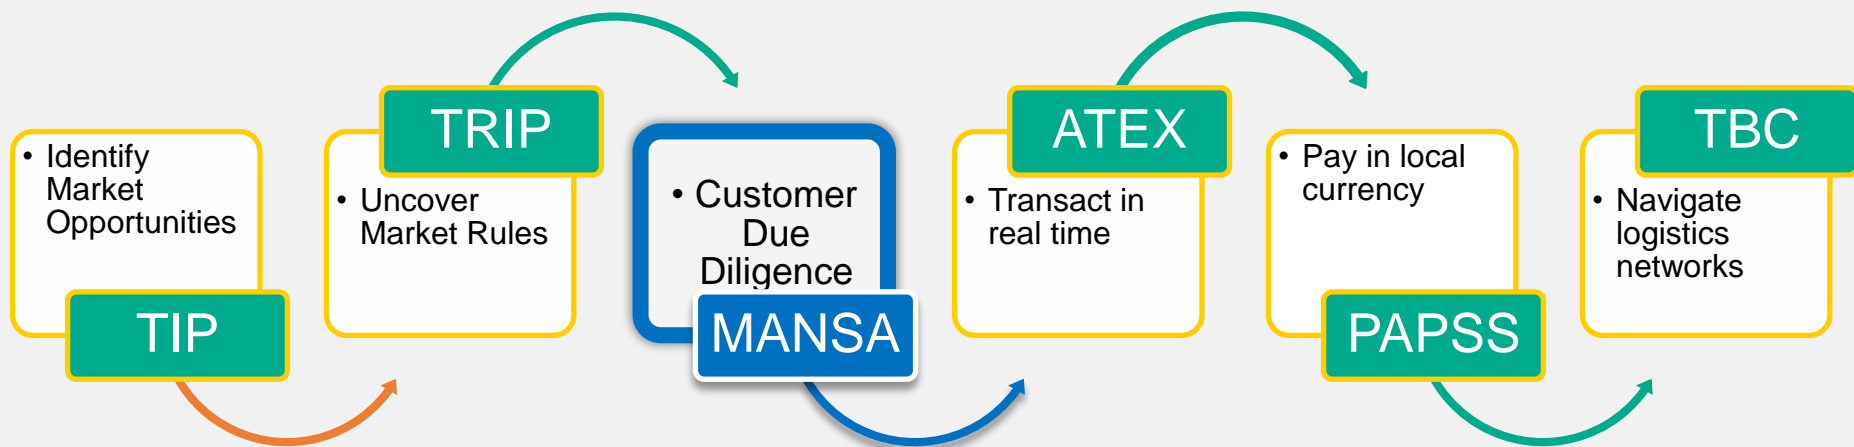 • Identify
Market
Opportunities
TIP
TRIP
• Uncover
Market Rules
• Customer
Due
Diligence
MANSA
ATEX
• Transact in
real time
• Pay in local
currency
PAPSS
TBC
• Navigate
logistics
networks